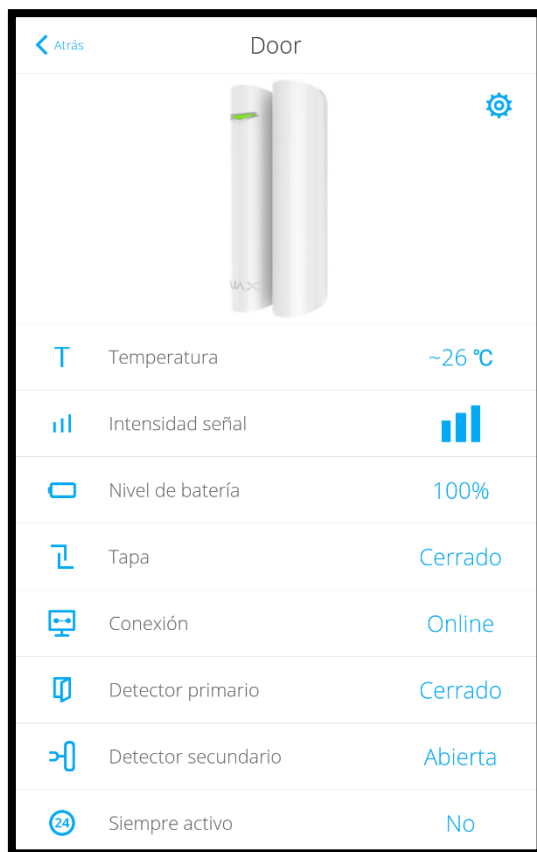 Atrás
Door
AJAX
T Temperatura ~26 °C
Intensidad señal
Nivel de batería 100%
Tapa Cerrado
Conexión Online
Detector primario Cerrado
Detector secundario Abierta
24 Siempre activo No